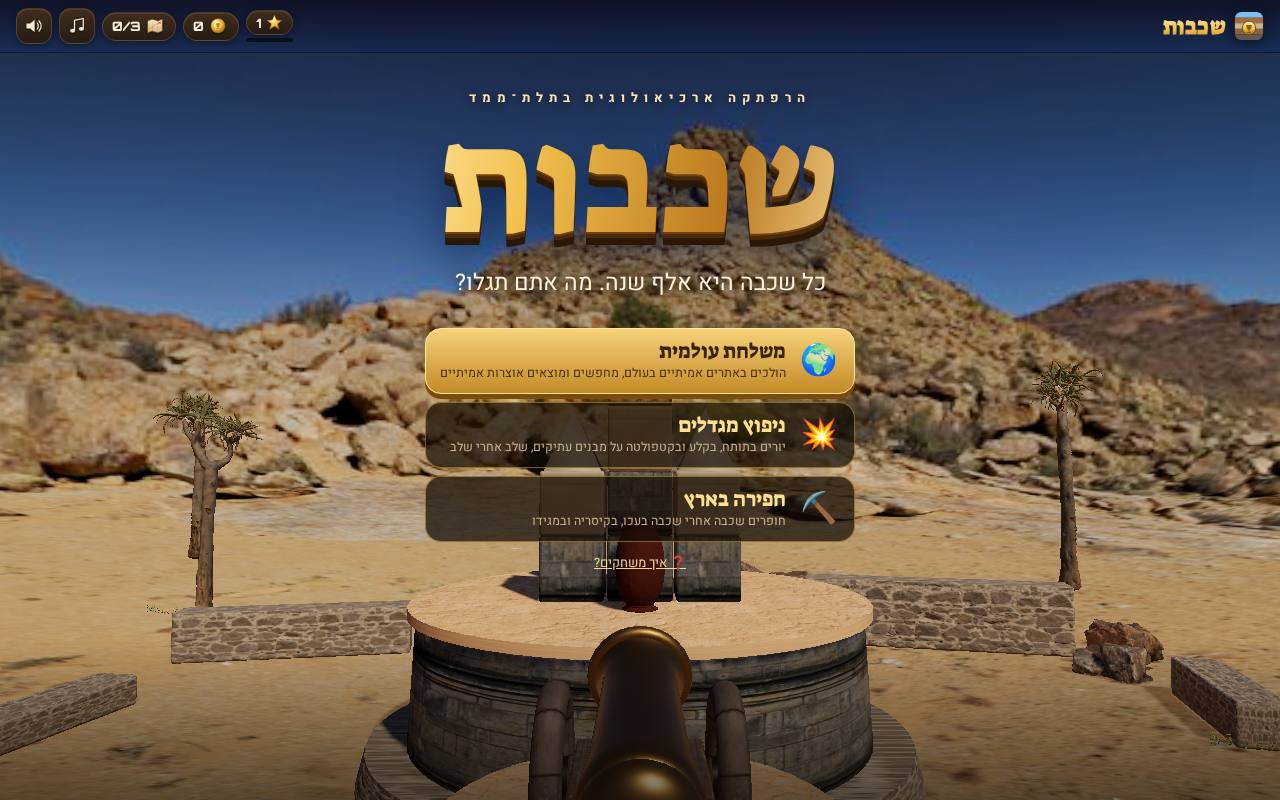 שכבות
1
0
0/3
הרפתקה ארכיאולוגית בתלת־ממד
שכבות
כל שכבה היא אלף שנה. מה אתם תגלו?
משלחת עולמית
הולכים באתרים אמיתיים בעולם, מחפשים ומוצאים אוצרות אמיתיים
ניפוץ מגדלים
יורים בתותח, בקלע ובקטפולטה על מבנים עתיקים, שלב אחרי שלב
חפירה בארץ
חופרים שכבה אחרי שכבה בעכו, בקיסריה ובמגידו
❓ איך משחקים?